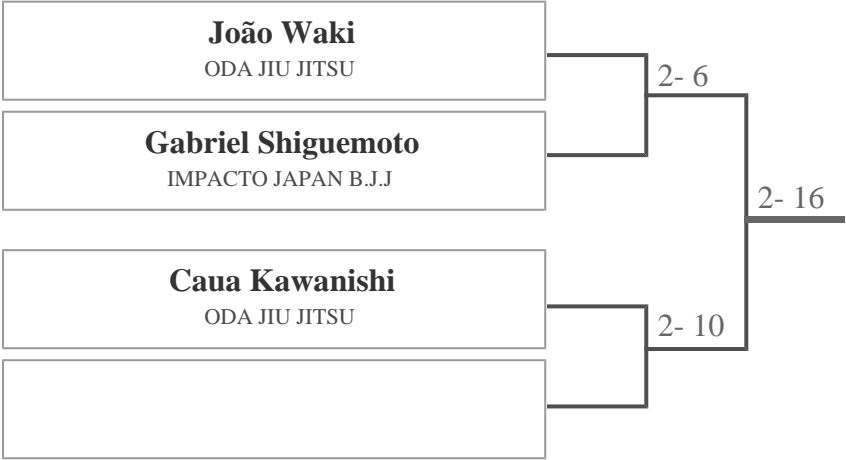 João Waki
ODA JIU JITSU
2- 6
Gabriel Shiguemoto
IMPACTO JAPAN B.J.J
2- 16
Caua Kawanishi
ODA JIU JITSU
2- 10